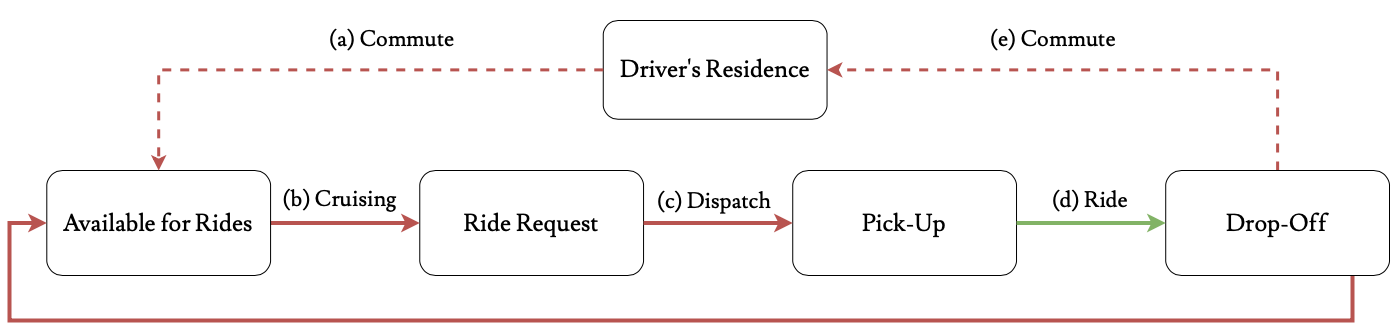 (a) Commute
(e) Commute
Driver's Residence
(b) Cruising
(c) Dispatch
(d) Ride
Available for Rides
Ride Request
Pick-Up
Drop-Off